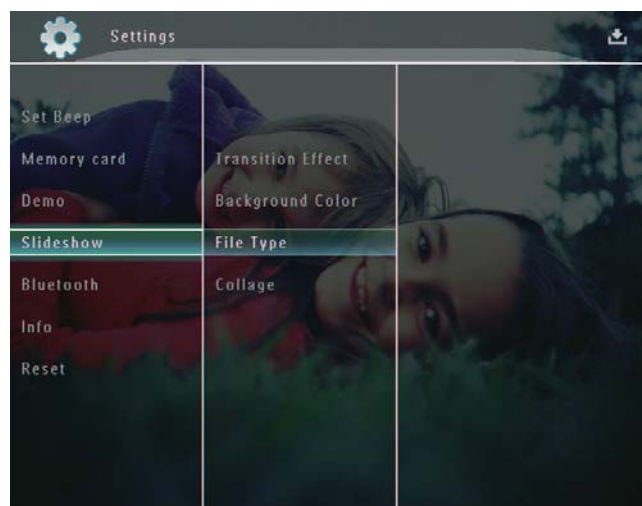 Settings
Set Beep
Memory card
Demo
Slideshow
Bluetooth
Info
Reset
Transition Effect
Background Color
File Type
Collage